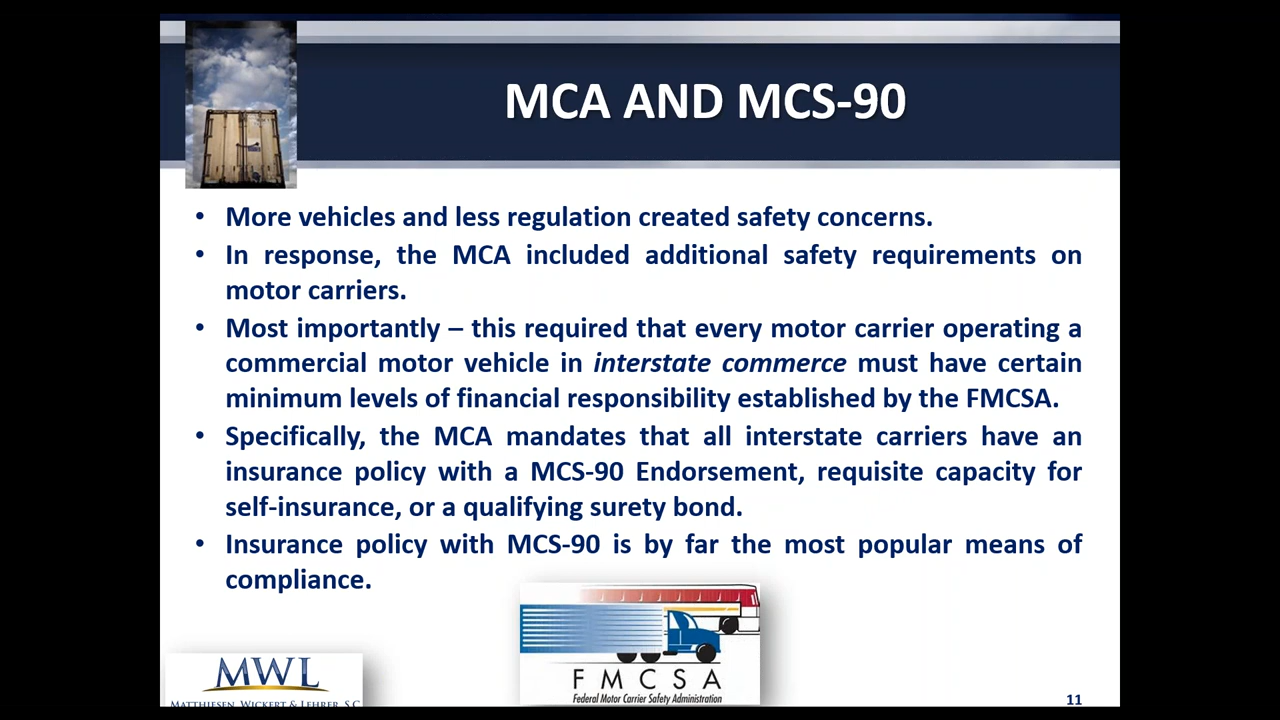 MCA AND MCS-90
• More vehicles and less regulation created safety concerns.
• In response, the MCA included additional safety requirements on
motor carriers.
• Most importantly – this required that every motor carrier operating a
commercial motor vehicle in interstate commerce must have certain
minimum levels of financial responsibility established by the FMCSA.
• Specifically, the MCA mandates that all interstate carriers have an
insurance policy with a MCS-90 Endorsement, requisite capacity for
self-insurance, or a qualifying surety bond.
• Insurance policy with MCS-90 is by far the most popular means of
compliance.
MWL
MATTHIESEN, WICKERT & LEHRER, S.C.
FMCSA
Federal Motor Carrier Safety Administration
11